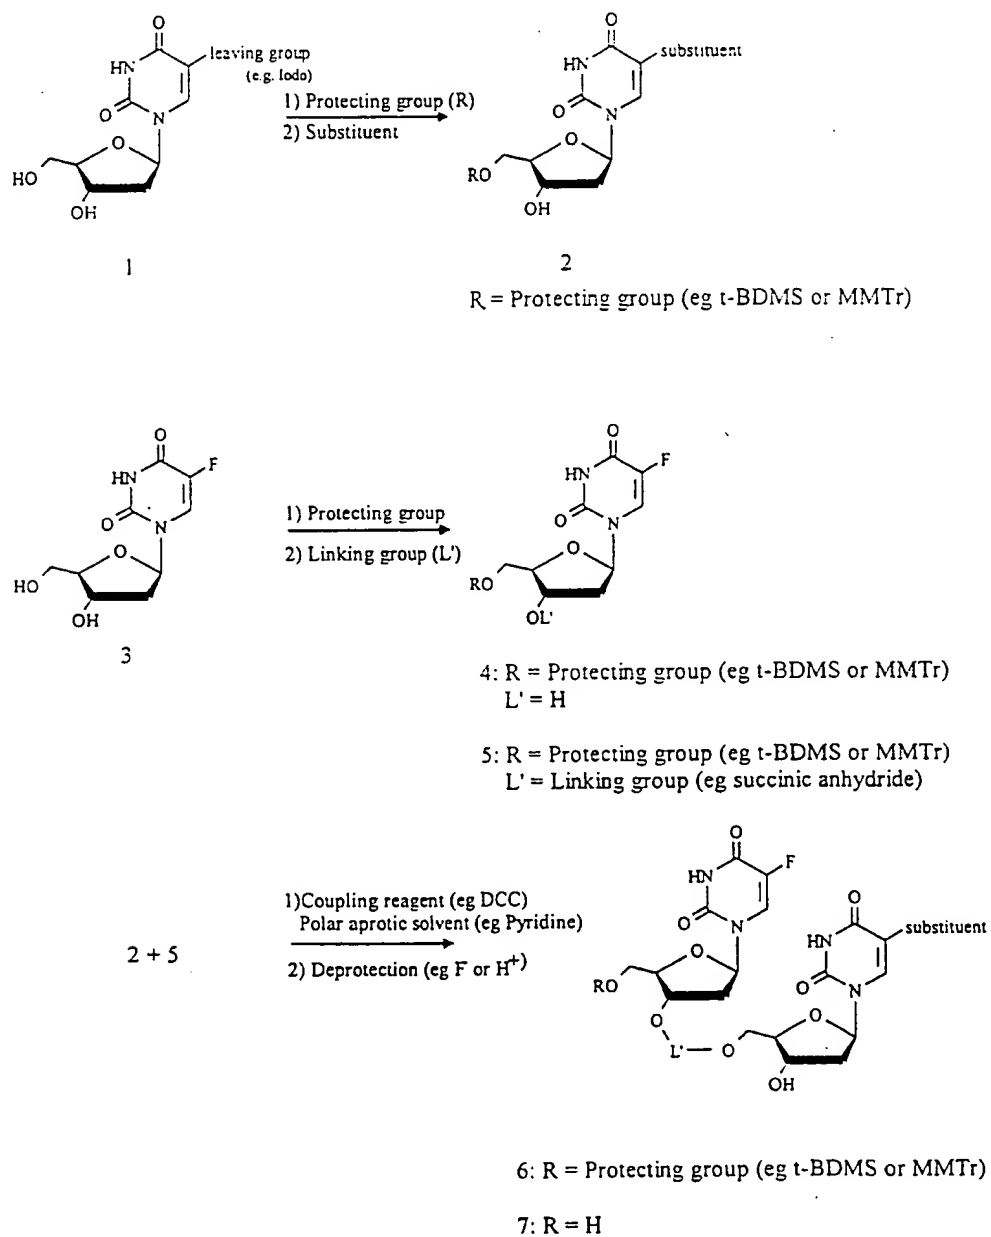 O
HN
leaving group
(e.g. Iodo)
O
N
O
HO
OH
1
1) Protecting group (R)
2) Substituent
O
HN
substituent
O
N
O
RO
OH
2
R = Protecting group (eg t-BDMS or MMTr)
O
HN
F
O
N
O
HO
OH
3
1) Protecting group
2) Linking group (L')
O
HN
F
O
N
O
RO
OL'
4: R = Protecting group (eg t-BDMS or MMTr)
L' = H
5: R = Protecting group (eg t-BDMS or MMTr)
L' = Linking group (eg succinic anhydride)
2 + 5
1)Coupling reagent (eg DCC)
Polar aprotic solvent (eg Pyridine)
2) Deprotection (eg F or H+)
O
HN
F
O
N
O
RO
O
L'
O
O
HN
substituent
O
N
O
OH
6: R = Protecting group (eg t-BDMS or MMTr)
7: R = H